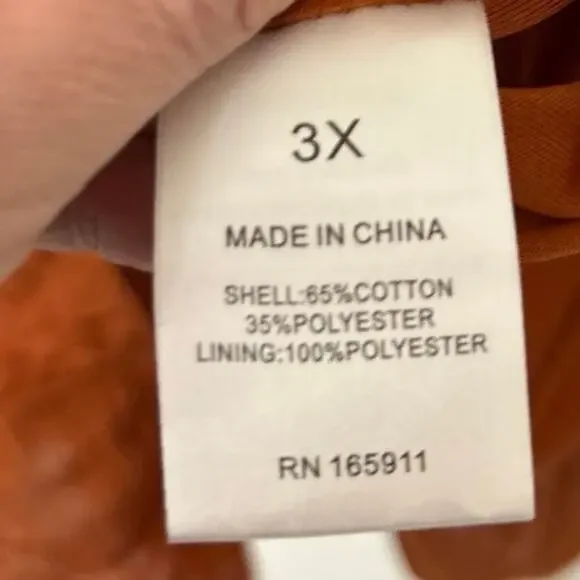 3X
MADE IN CHINA
SHELL:65%COTTON
35%POLYESTER
LINING:100%POLYESTER
RN 165911